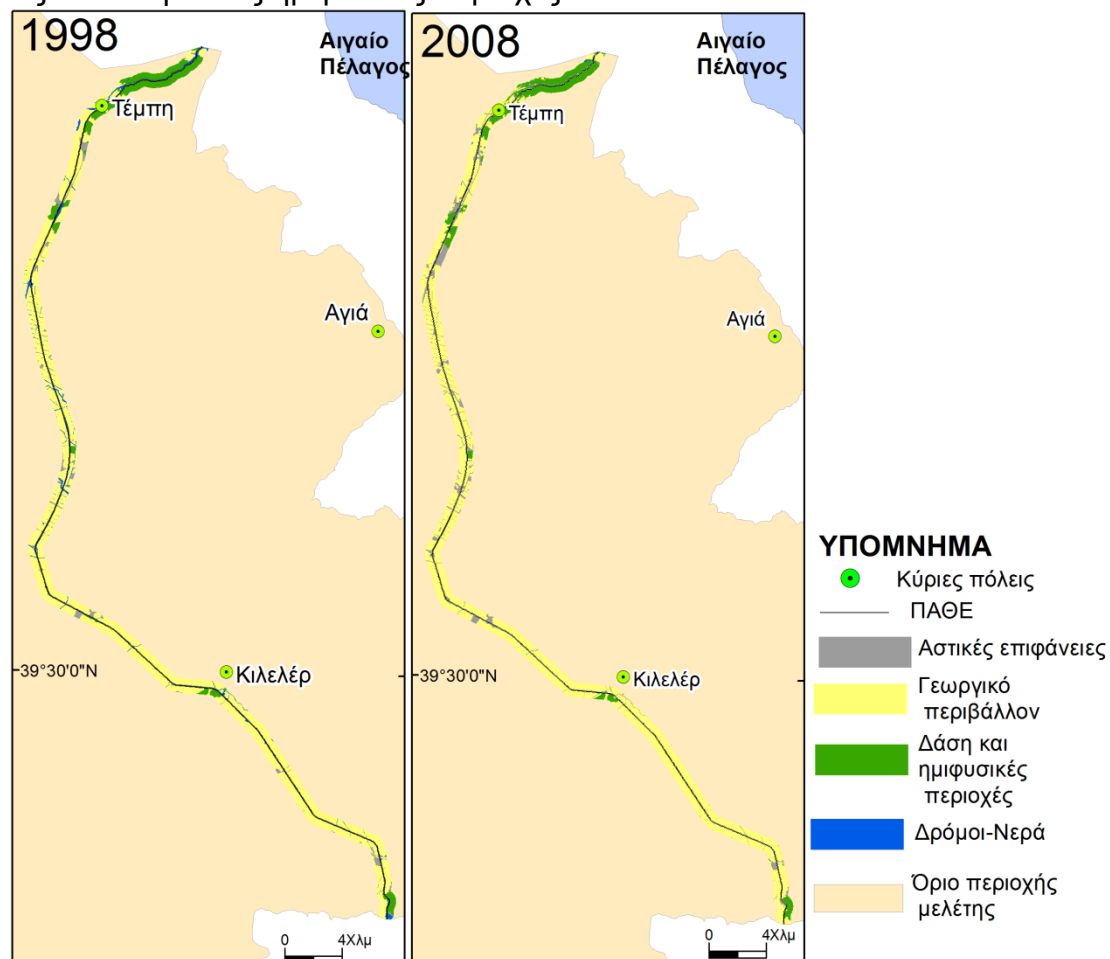 1998
Αιγαίο
Πέλαγος
Τέμπη
Αγιά
39°30'0"N
Κιλελέρ
0 4Χλμ
2008
Αιγαίο
Πέλαγος
Τέμπη
Αγιά
39°30'0"N
Κιλελέρ
0 4Χλμ
ΥΠΟΜΝΗΜΑ
Κύριες πόλεις
ΠΑΘΕ
Αστικές επιφάνειες
Γεωργικό
περιβάλλον
Δάση και
ημιφυσικές
περιοχές
Δρόμοι-Νερά
Όριο περιοχής
μελέτης